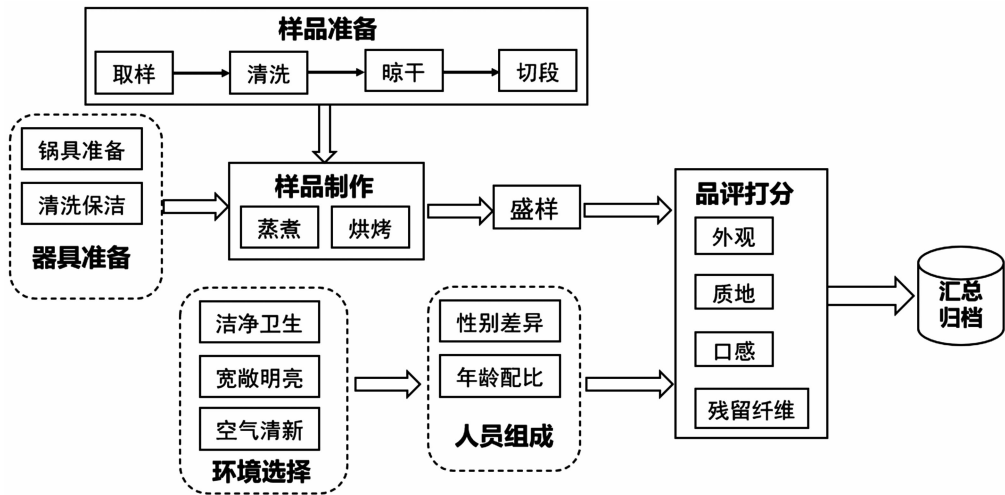 样品准备
取样
清洗
晾干
切段
锅具准备
清洗保洁
器具准备
样品制作
蒸煮
烘烤
盛样
品评打分
外观
质地
口感
残留纤维
洁净卫生
宽敞明亮
空气清新
环境选择
性别差异
年龄配比
人员组成
汇总
归档